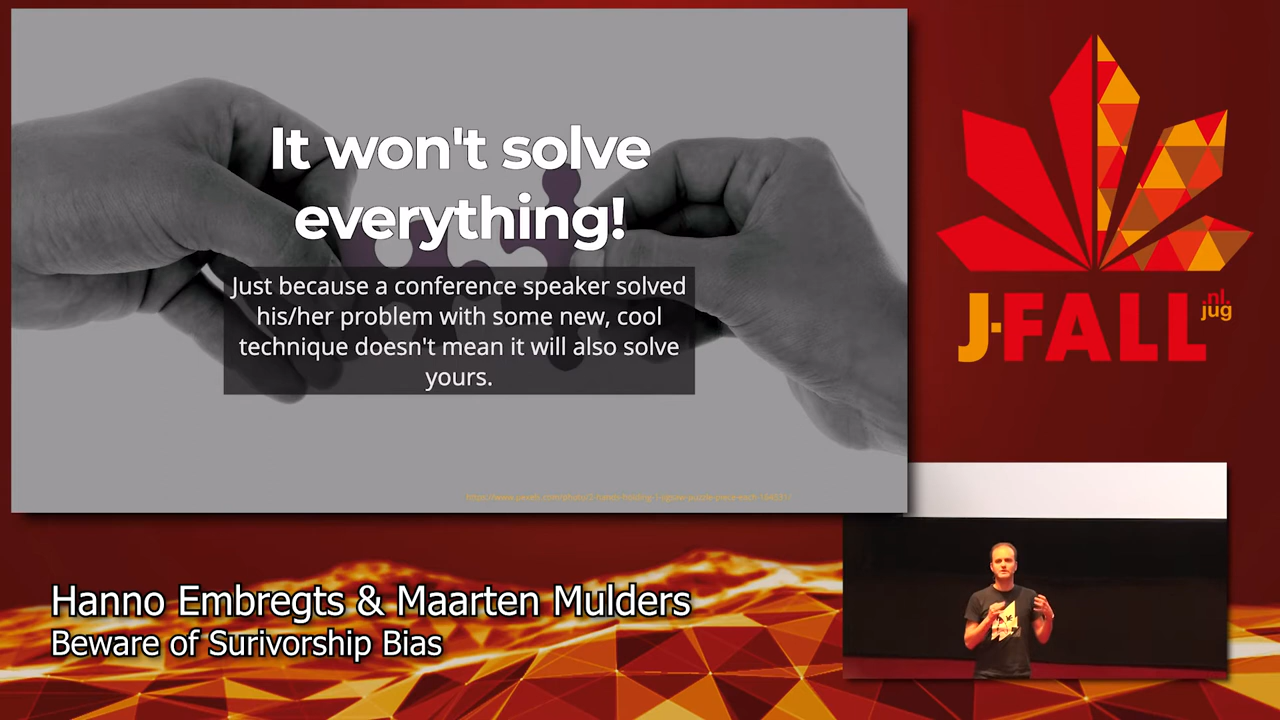 It won't solve
everything!
Just because a conference speaker solved
his/her problem with some new, cool
technique doesn't mean it will also solve
yours.
J-FALL
.nl
jug
Hanno Embregts & Maarten Mulders
Beware of Surivorship Bias